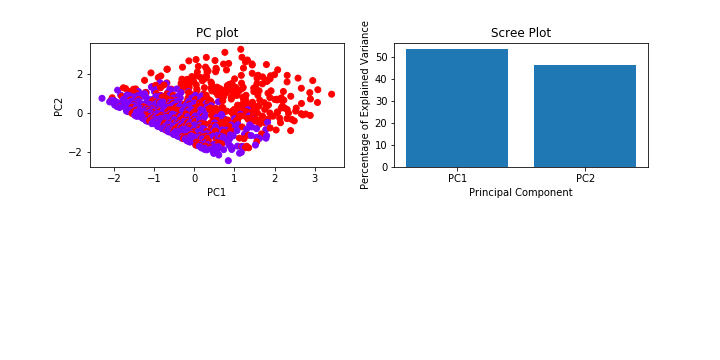 PC plot
PC2
2
0
−2
−2
−1
0
1
2
3
PC1
Scree Plot
Percentage of Explained Variance
50
40
30
20
10
0
PC1
PC2
Principal Component